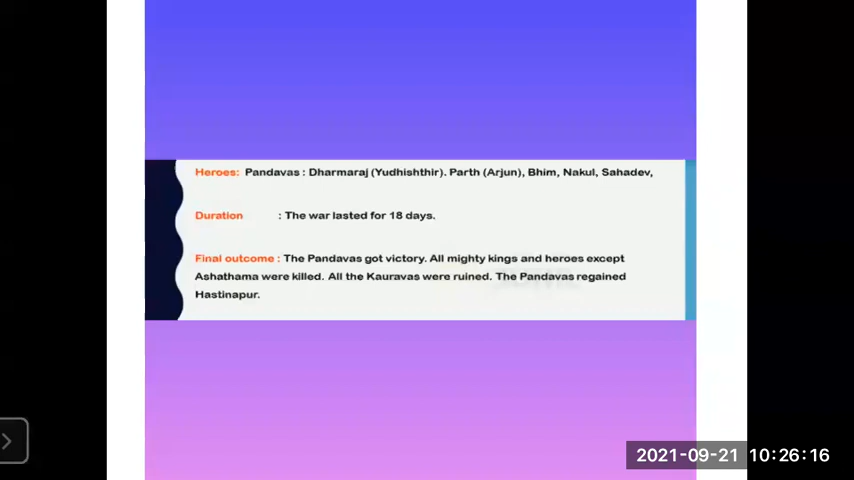 Heroes: Pandavas : Dharmaraj (Yudhishthir). Parth (Arjun), Bhim, Nakul, Sahadev,
Duration : The war lasted for 18 days.
Final outcome : The Pandavas got victory. All mighty kings and heroes except
Ashathama were killed. All the Kauravas were ruined. The Pandavas regained
Hastinapur.
2021-09-21 10:26:16